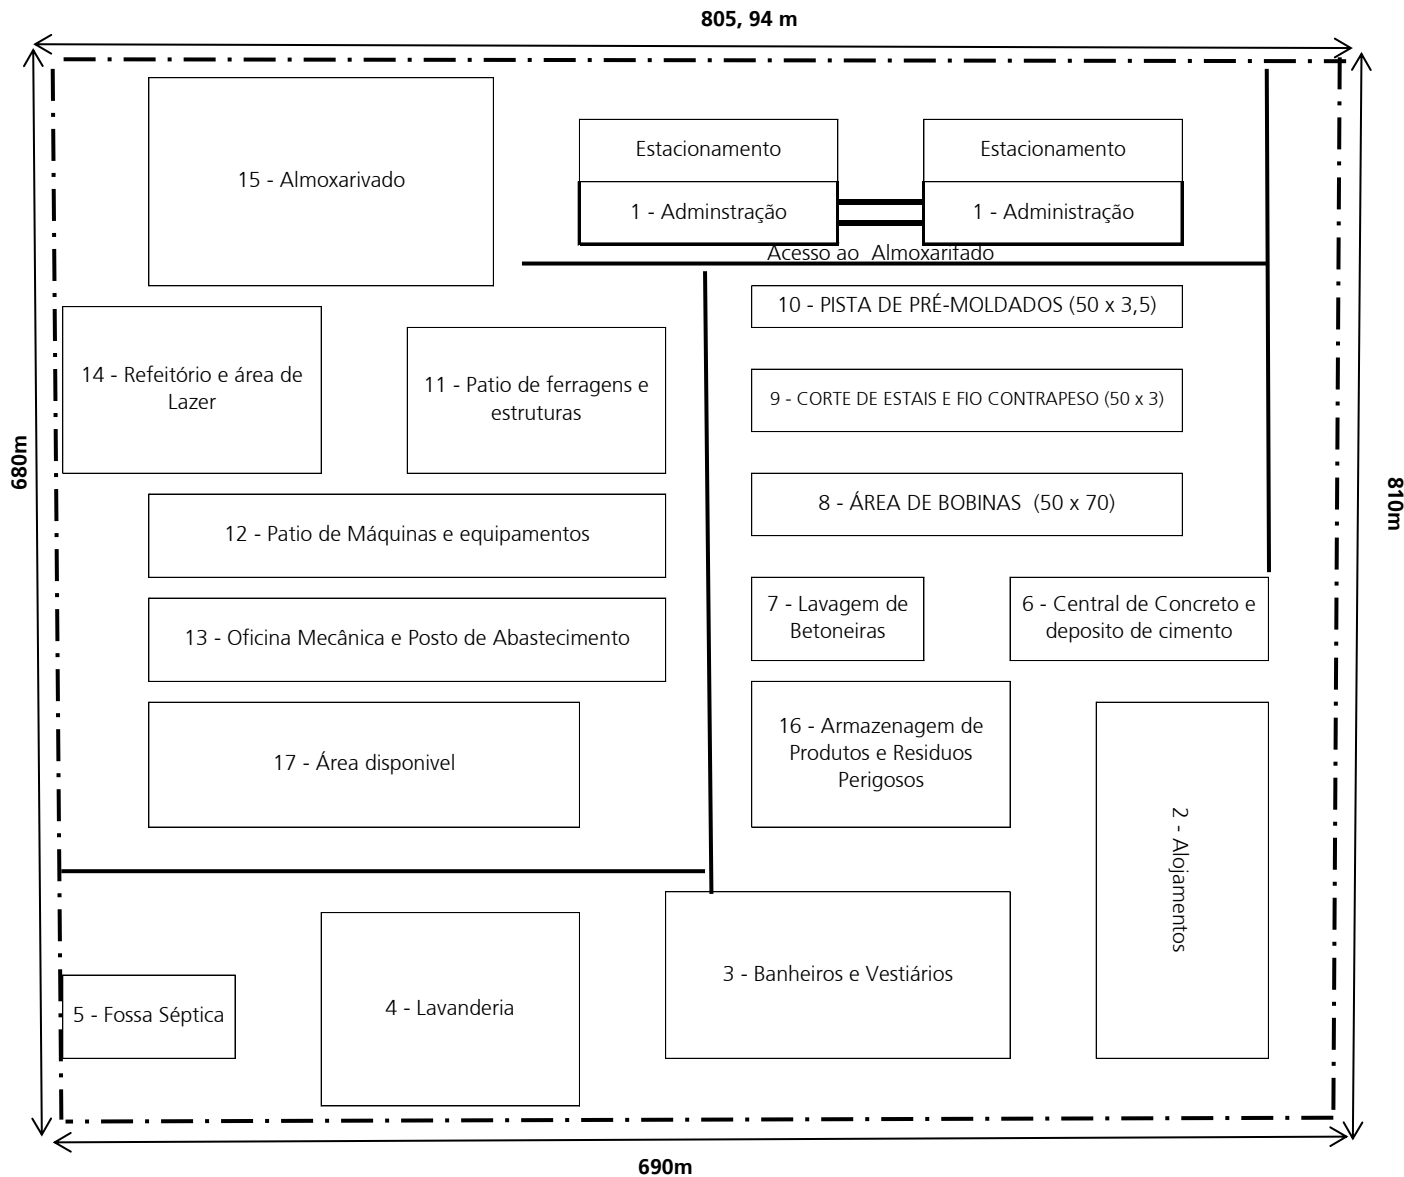 805, 94 m
15 - Almoxarivado
Estacionamento
Estacionamento
1 - Adminstração
1 - Administração
Acesso ao  Almoxarifado
10 - PISTA DE PRÉ-MOLDADOS (50 x 3,5)
14 - Refeitório e área de
Lazer
11 - Patio de ferragens e
estruturas
9 - CORTE DE ESTAIS E FIO CONTRAPESO (50 x 3)
680m
810m
8 - ÁREA DE BOBINAS  (50 x 70)
12 - Patio de Máquinas e equipamentos
7 - Lavagem de
Betoneiras
6 - Central de Concreto e
deposito de cimento
13 - Oficina Mecânica e Posto de Abastecimento
16 - Armazenagem de
Produtos e Residuos
Perigosos
17 - Área disponivel
2 - Alojamentos
3 - Banheiros e Vestiários
4 - Lavanderia
5 - Fossa Séptica
690m